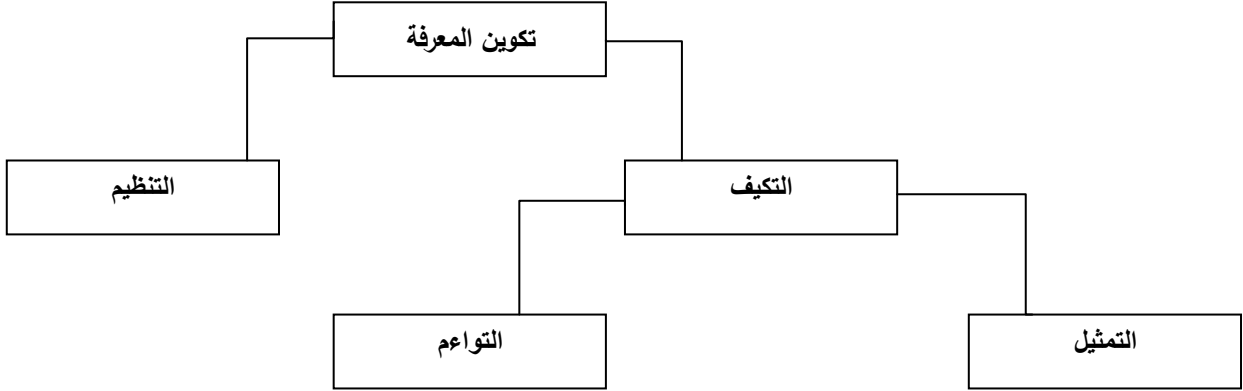 تكوين المعرفة
التكيف
التنظيم
التمثيل
التواءم